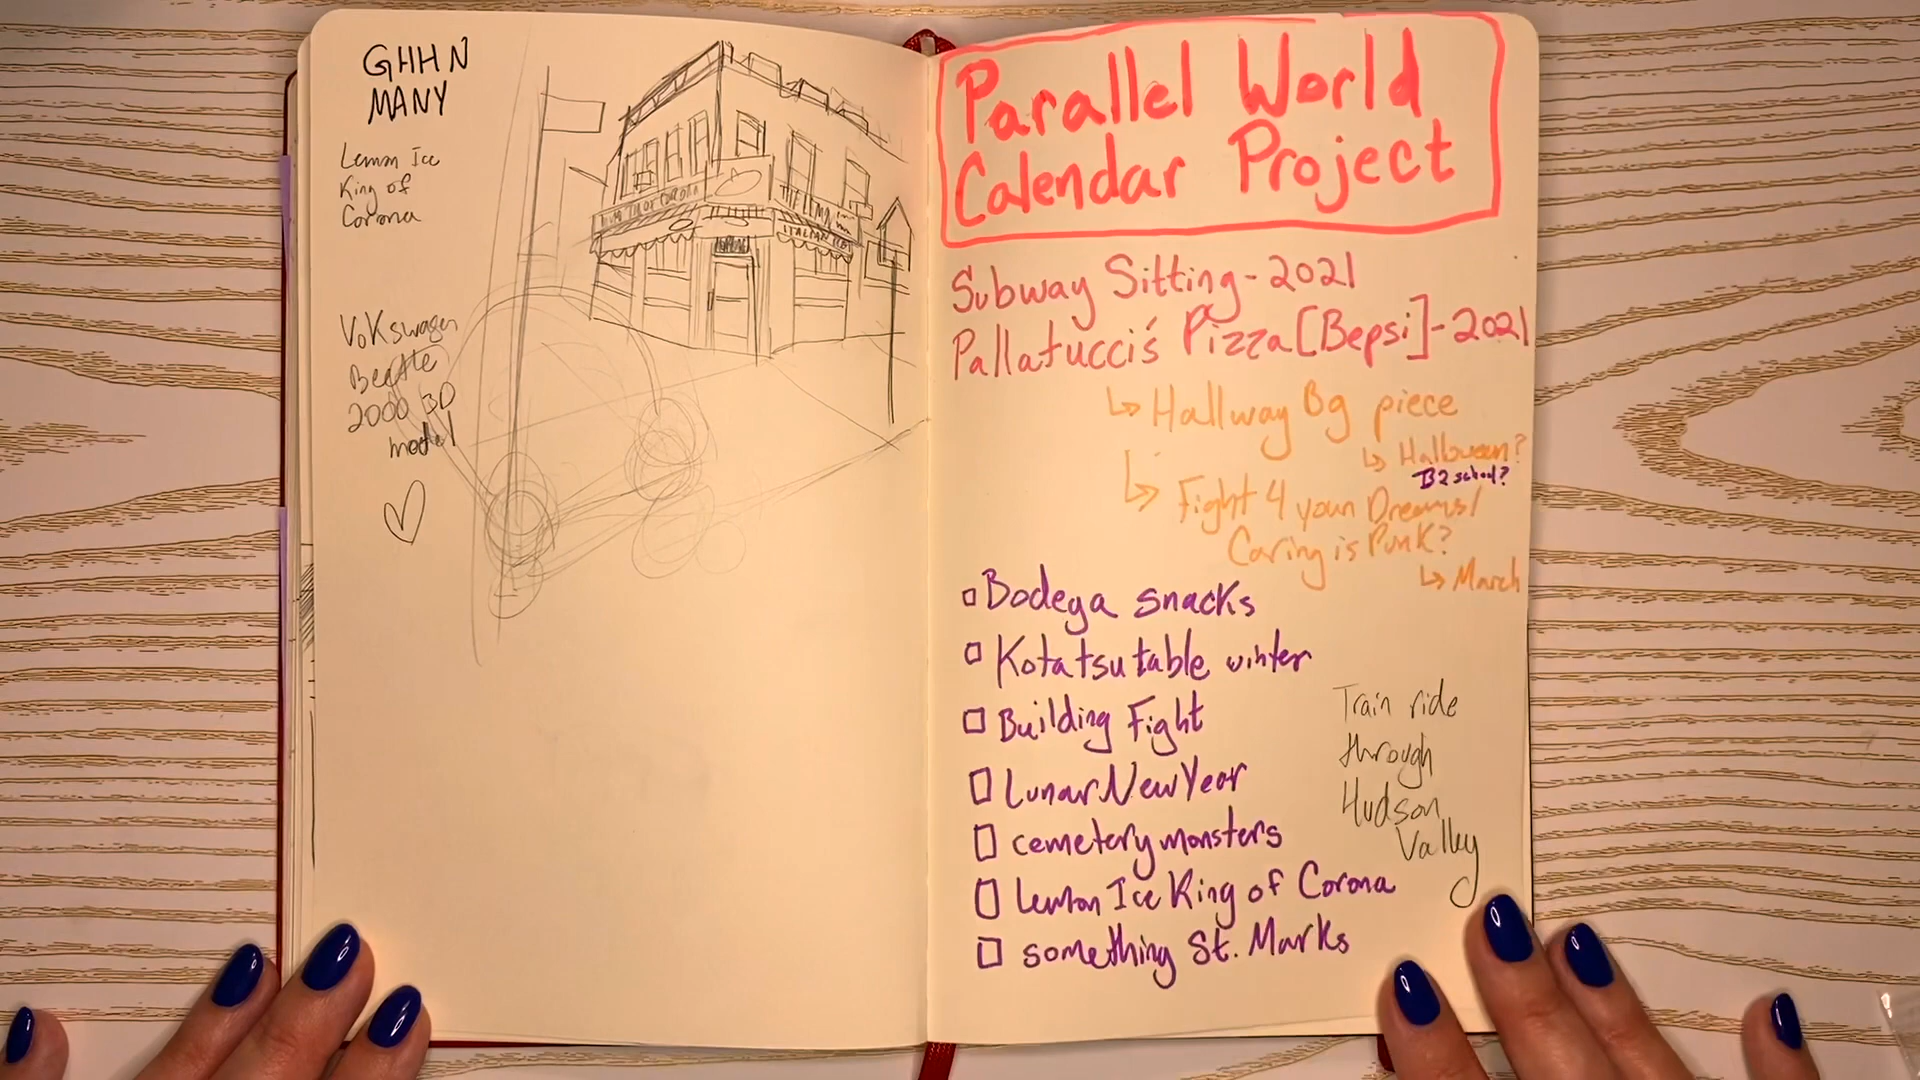 GHHN
MANY
Lemon Ice
King of
Corona
Vokswagen
Beetle
2000 3D
model
ITALIAN ICE
Parallel World
Calendar Project
Subway Sitting - 2021
Pallatucci's Pizza [Bepsi] - 2021
↳ Hallway Bg piece
↳ Halloween?
B2 school?
↳ Fight 4 your Dreams/
Caring is Punk?
↳ March
□ Bodega snacks
□ Kotatsu table winter
□ Building Fight
□ Lunar New Year
□ cemetery monsters
□ Lemon Ice King of Corona
□ something St. Marks
Train ride
through
Hudson
Valley